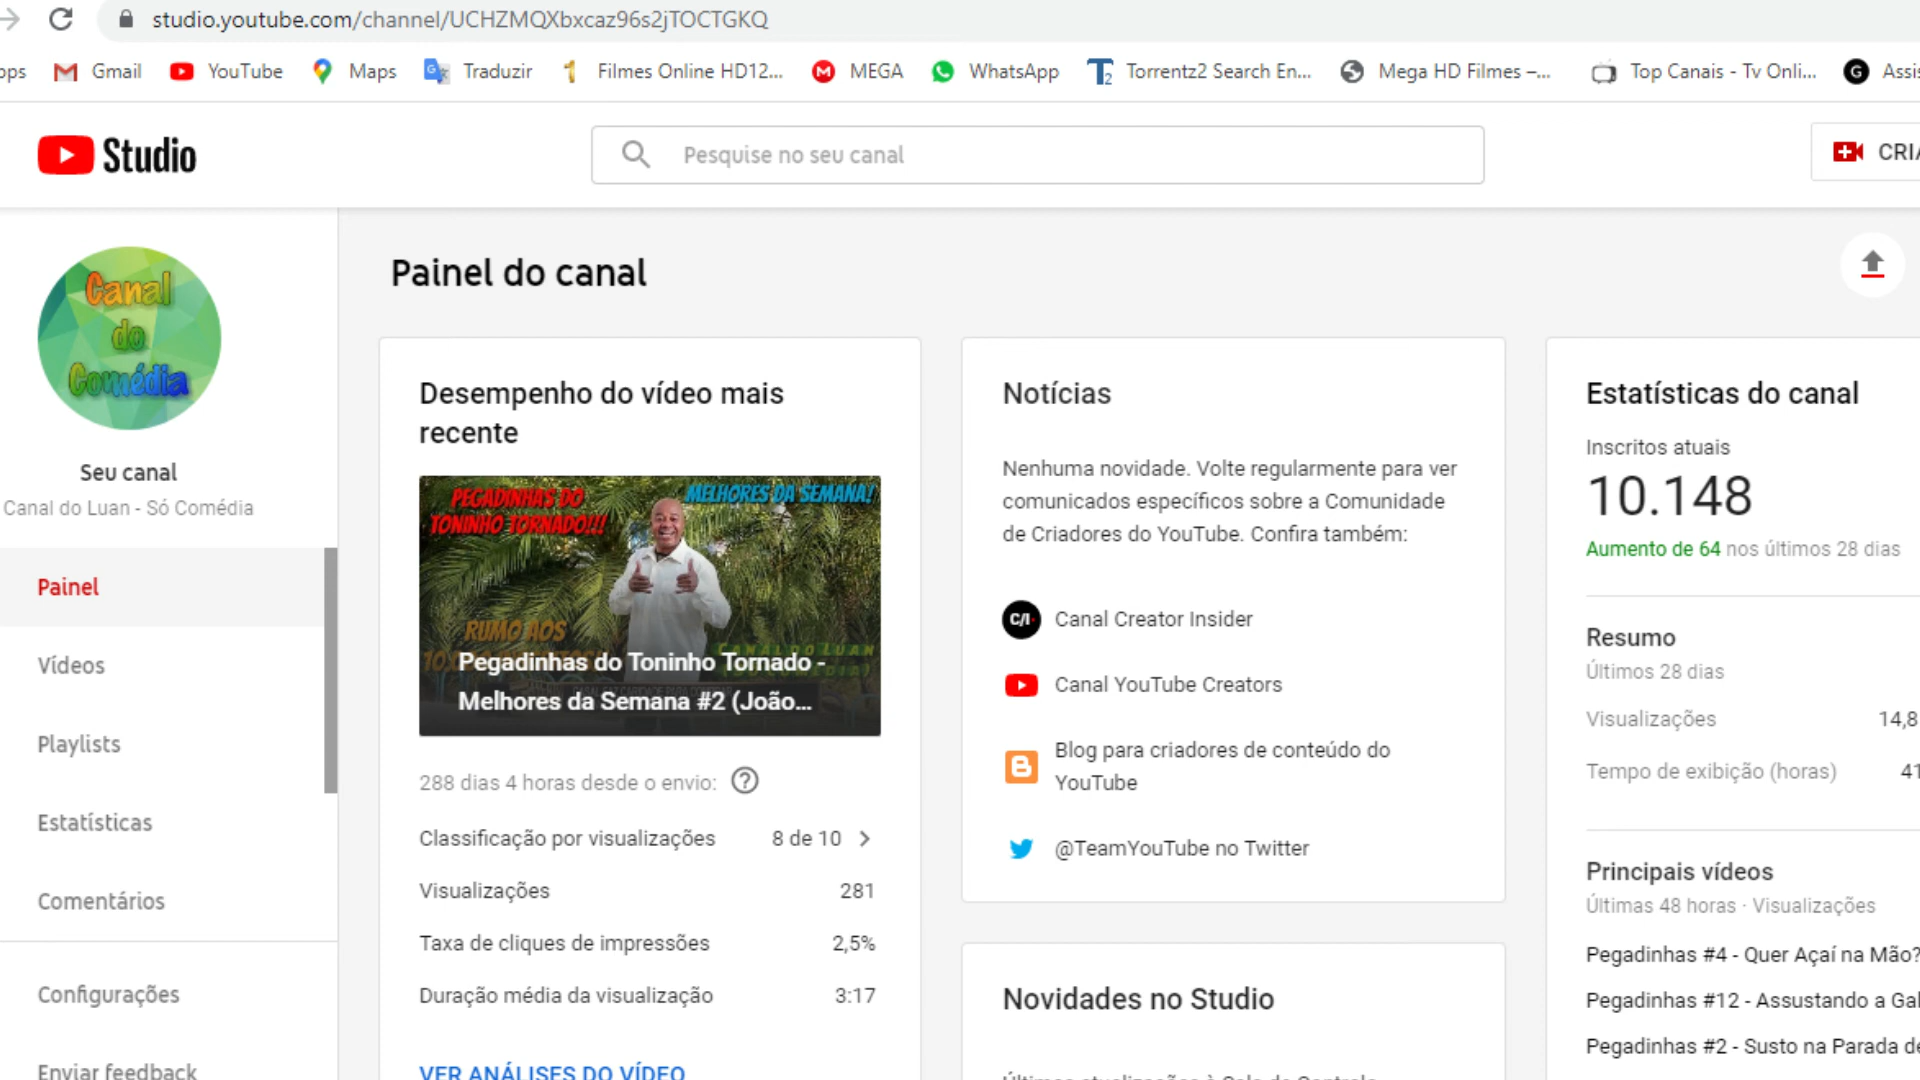 studio.youtube.com/channel/UCHZMQXbxcaz96s2jTOCTGKQ
Gmail YouTube Maps Traduzir Filmes Online HD12... MEGA WhatsApp Torrentz2 Search En... Mega HD Filmes –... Top Canais - Tv Onli...
Studio
Pesquise no seu canal
Canal
do
Comédia
Seu canal
Canal do Luan - Só Comédia
Painel
Vídeos
Playlists
Estatísticas
Comentários
Configurações
Enviar feedback
Painel do canal
Desempenho do vídeo mais
recente
PEGADINHAS DO
TONINHO TORNADO!!!
MELHORES DA SEMANA!
RUMO AOS
Pegadinhas do Toninho Tornado -
Melhores da Semana #2 (João...
288 dias 4 horas desde o envio:
Classificação por visualizações 8 de 10
Visualizações 281
Taxa de cliques de impressões 2,5%
Duração média da visualização 3:17
VER ANÁLISES DO VÍDEO
Notícias
Nenhuma novidade. Volte regularmente para ver
comunicados específicos sobre a Comunidade
de Criadores do YouTube. Confira também:
C/I Canal Creator Insider
Canal YouTube Creators
Blog para criadores de conteúdo do
YouTube
@TeamYouTube no Twitter
Novidades no Studio
Estatísticas do canal
Inscritos atuais
10.148
Aumento de 64 nos últimos 28 dias
Resumo
Últimos 28 dias
Visualizações 14,8
Tempo de exibição (horas) 41
Principais vídeos
Últimas 48 horas · Visualizações
Pegadinhas #4 - Quer Açaí na Mão?
Pegadinhas #12 - Assustando a Gal
Pegadinhas #2 - Susto na Parada de